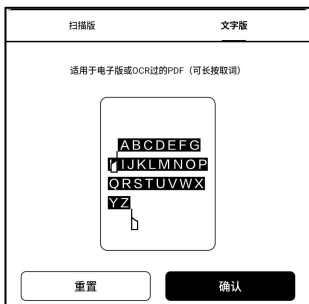 扫描版
文字版
适用于电子版或OCR过的PDF（可长按取词）
ABCDEFG
IJKLMNOP
QRSTUVWX
YZ
重置
确认